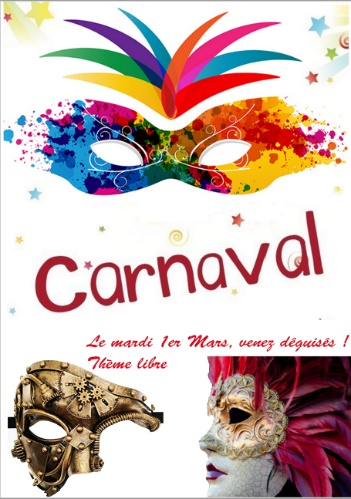 Carnaval
Le mardi 1er Mars, venez déguisés !
Thème libre